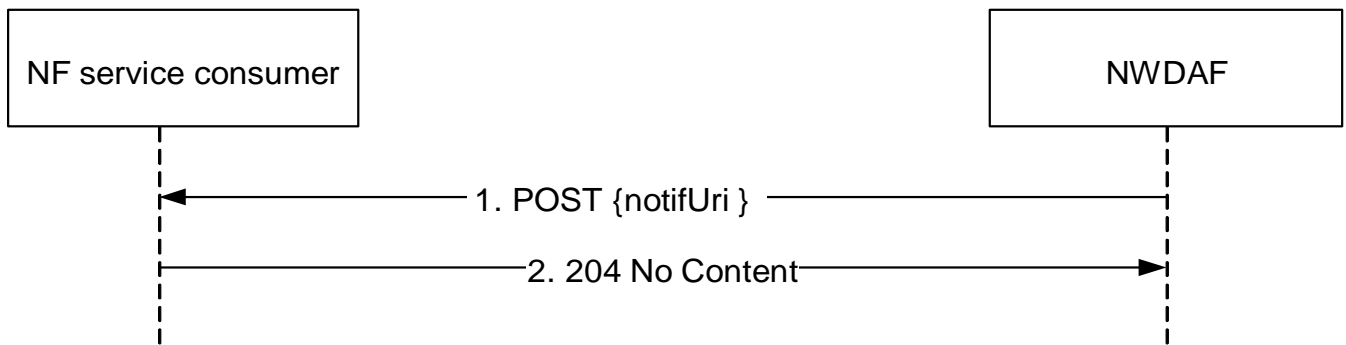 NF service consumer
NWDAF
1. POST {notifUri }
2. 204 No Content